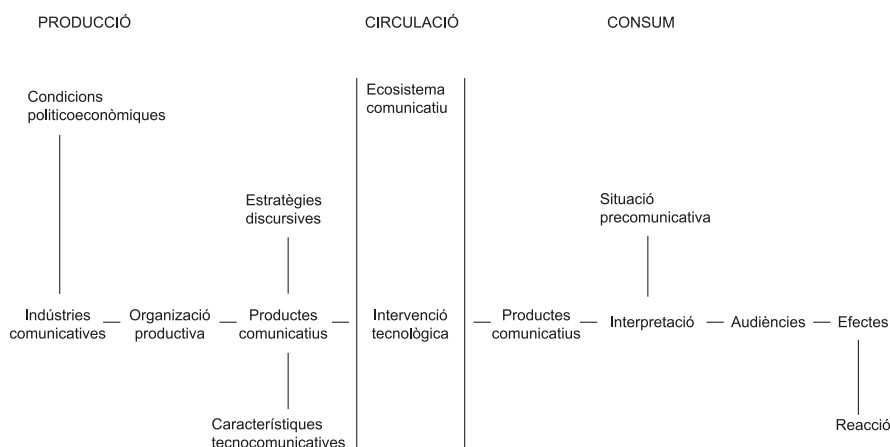 PRODUCCIÓ
CIRCULACIÓ
CONSUM
Condicions
politicoeconòmiques
Ecosistema
comunicatiu
Estratègies
discursives
Situació
precomunicativa
Indústries
comunicatives
Organizació
productiva
Productes
comunicatius
Intervenció
tecnològica
Productes
comunicatius
Interpretació
Audiències
Efectes
Característiques
tecnocomunicatives
Reacció